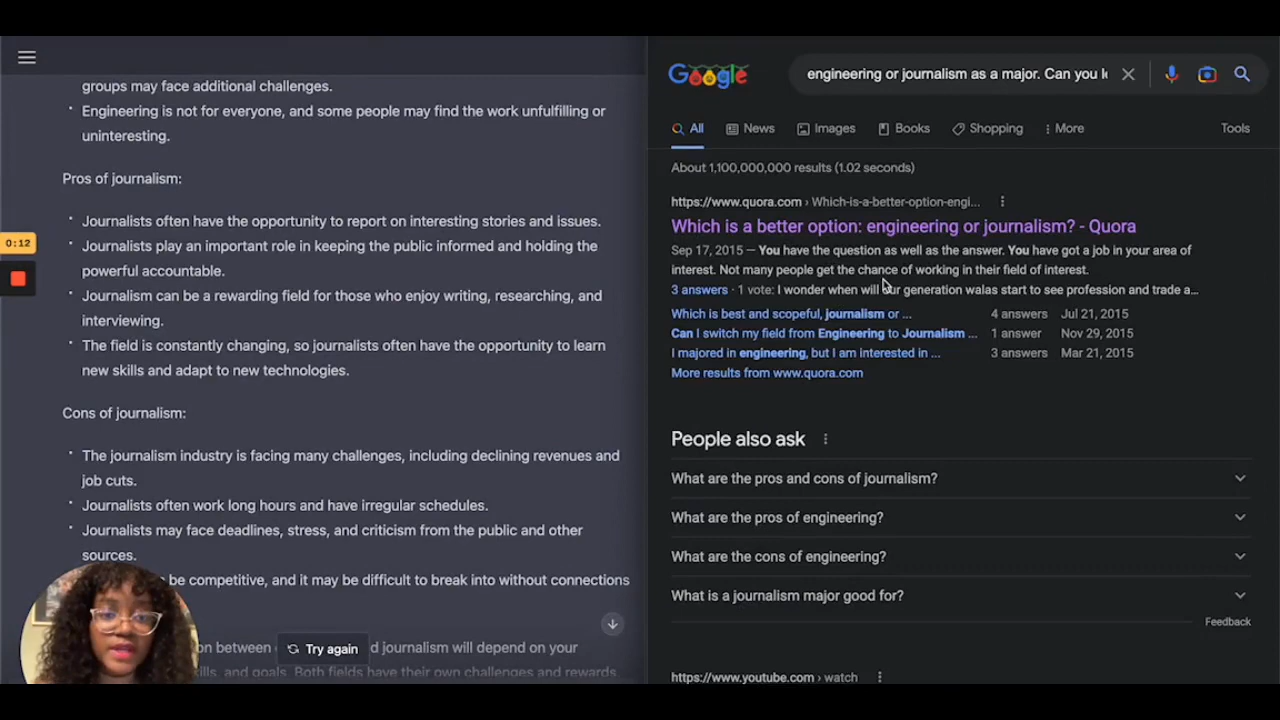 groups may face additional challenges.
· Engineering is not for everyone, and some people may find the work unfulfilling or
uninteresting.
Pros of journalism:
· Journalists often have the opportunity to report on interesting stories and issues.
· Journalists play an important role in keeping the public informed and holding the
powerful accountable.
· Journalism can be a rewarding field for those who enjoy writing, researching, and
interviewing.
· The field is constantly changing, so journalists often have the opportunity to learn
new skills and adapt to new technologies.
Cons of journalism:
· The journalism industry is facing many challenges, including declining revenues and
job cuts.
· Journalists often work long hours and have irregular schedules.
· Journalists may face deadlines, stress, and criticism from the public and other
sources.
be competitive, and it may be difficult to break into without connections
between d journalism will depend on your
and goals. Both fields have their own challenges and rewards
Try again
0:12
Google
engineering or journalism as a major. Can you l
All News Images Books Shopping More Tools
About 1,100,000,000 results (1.02 seconds)
https://www.quora.com › Which-is-a-better-option-engi...
Which is a better option: engineering or journalism? - Quora
Sep 17, 2015 — You have the question as well as the answer. You have got a job in your area of
interest. Not many people get the chance of working in their field of interest.
3 answers · 1 vote: I wonder when will our generation walas start to see profession and trade a...
Which is best and scopeful, journalism or ... 4 answers Jul 21, 2015
Can I switch my field from Engineering to Journalism ... 1 answer Nov 29, 2015
I majored in engineering, but I am interested in ... 3 answers Mar 21, 2015
More results from www.quora.com
People also ask
What are the pros and cons of journalism?
What are the pros of engineering?
What are the cons of engineering?
What is a journalism major good for?
Feedback
https://www.youtube.com › watch